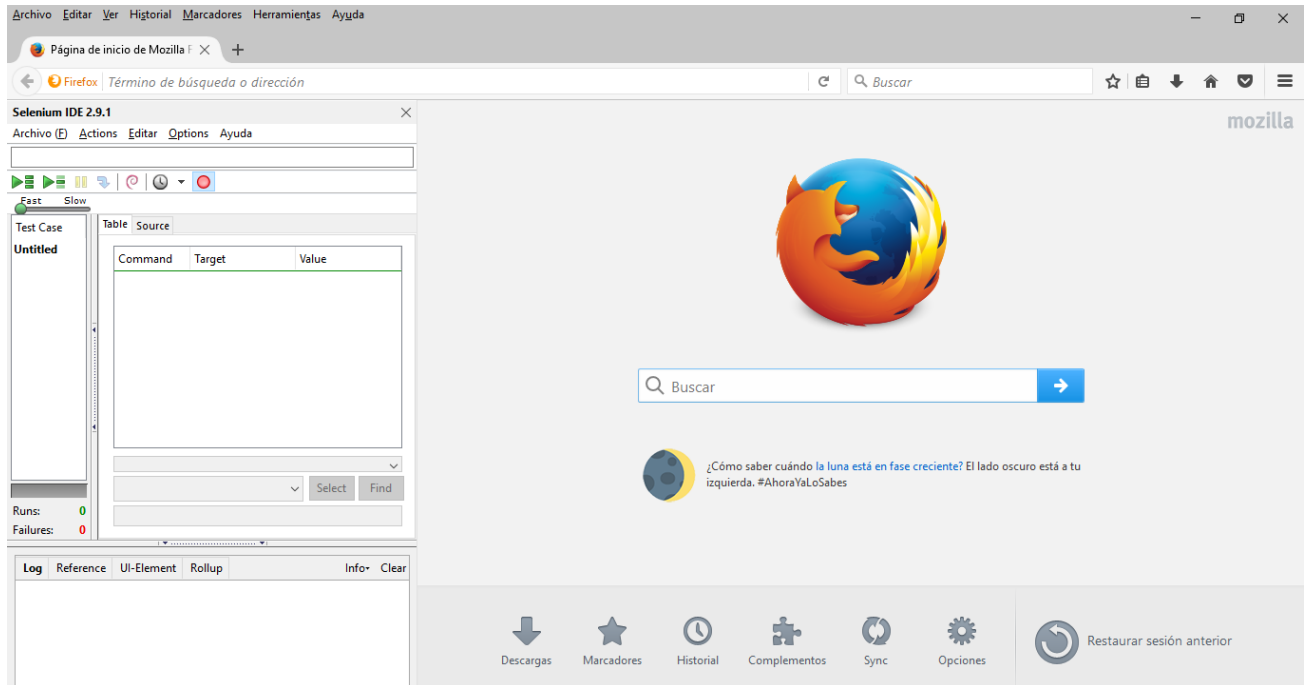 Archivo Editar Ver Historial Marcadores Herramientas Ayuda
Página de inicio de Mozilla F
Firefox Término de búsqueda o dirección
Buscar
Selenium IDE 2.9.1
Archivo (F) Actions Editar Options Ayuda
Fast Slow
Test Case
Untitled
Table Source
Command Target Value
Select Find
Runs: 0
Failures: 0
Log Reference UI-Element Rollup Info Clear
mozilla
Buscar
¿Cómo saber cuándo la luna está en fase creciente? El lado oscuro está a tu
izquierda. #AhoraYaLoSabes
Descargas Marcadores Historial Complementos Sync Opciones Restaurar sesión anterior